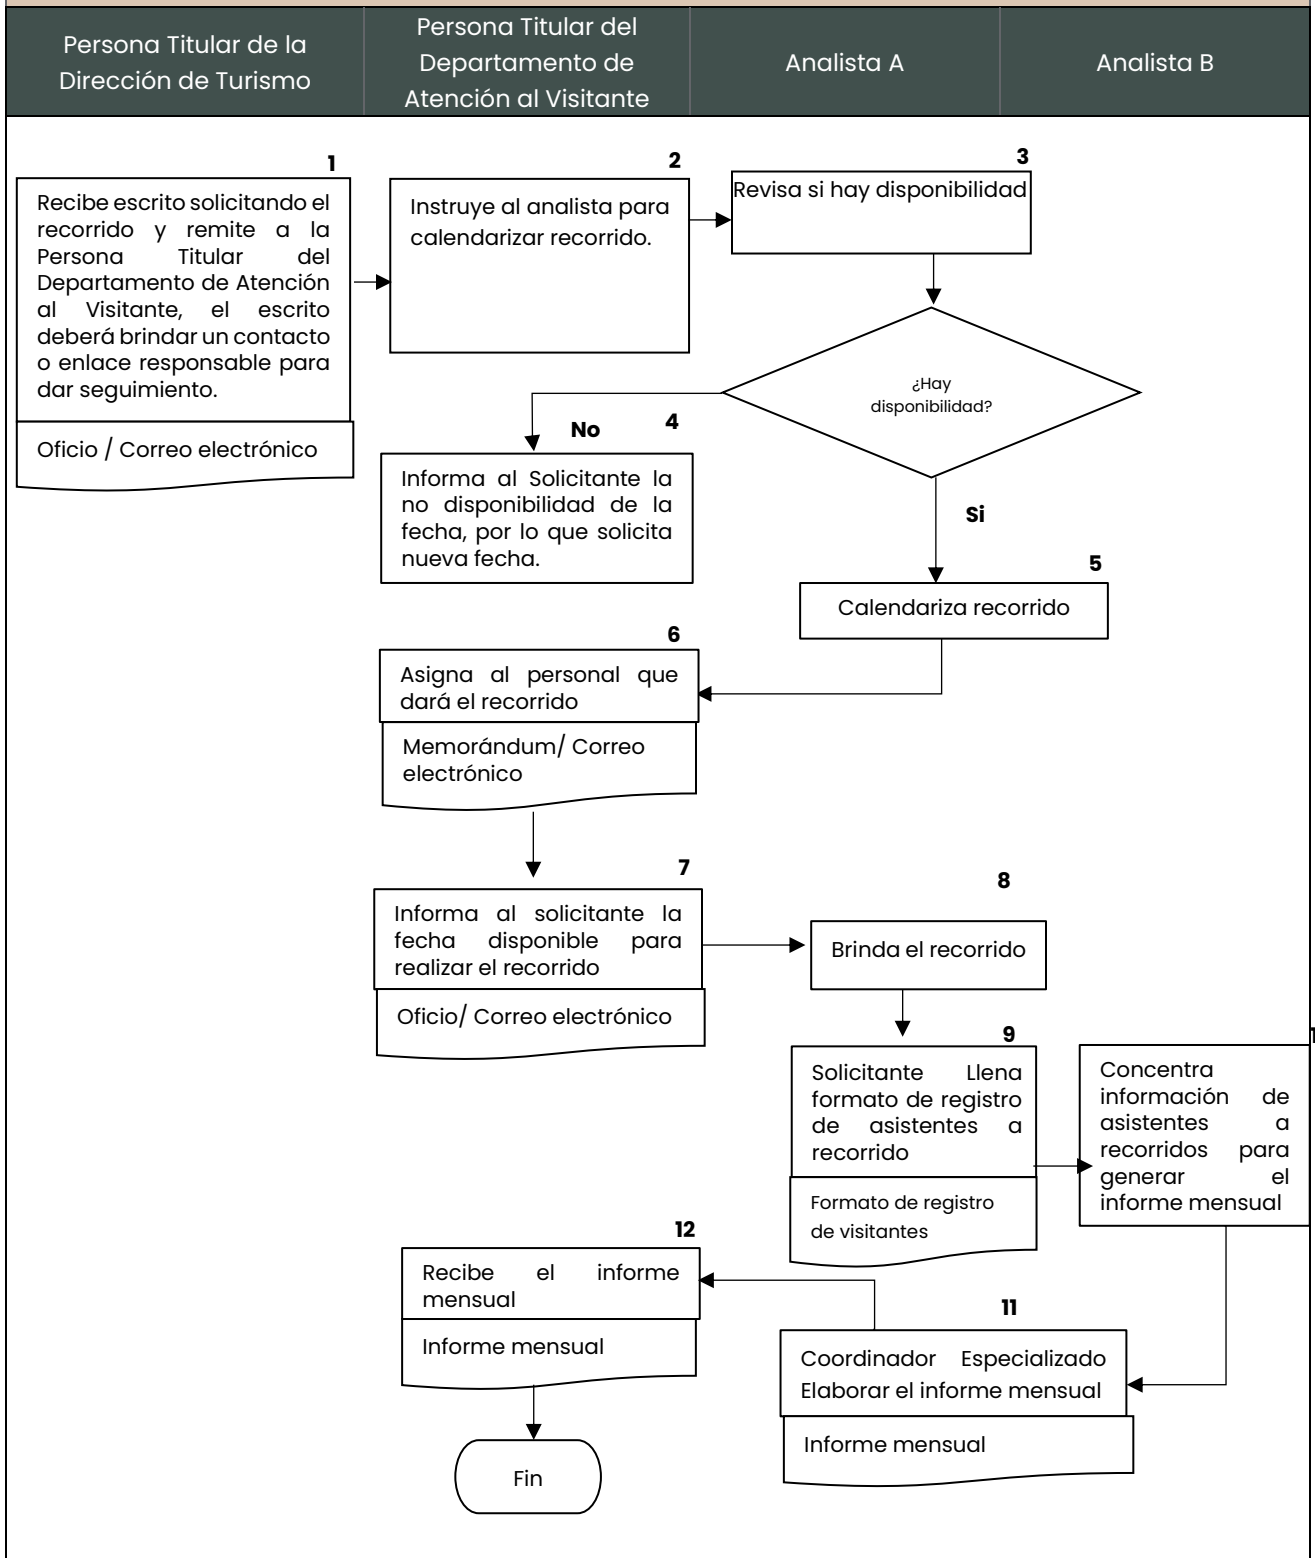 Persona Titular de la
Dirección de Turismo
Persona Titular del
Departamento de
Atención al Visitante
Analista A
Analista B
1
Recibe escrito solicitando el
recorrido y remite a la
Persona Titular del
Departamento de Atención
al Visitante, el escrito
deberá brindar un contacto
o enlace responsable para
dar seguimiento.
Oficio / Correo electrónico
2
Instruye al analista para
calendarizar recorrido.
3
Revisa si hay disponibilidad
¿Hay
disponibilidad?
No
4
Informa al Solicitante la
no disponibilidad de la
fecha, por lo que solicita
nueva fecha.
Si
5
Calendariza recorrido
6
Asigna al personal que
dará el recorrido
Memorándum/ Correo
electrónico
7
Informa al solicitante la
fecha disponible para
realizar el recorrido
Oficio/ Correo electrónico
8
Brinda el recorrido
9
Solicitante Llena
formato de registro
de asistentes a
recorrido
Formato de registro
de visitantes
Concentra
información de
asistentes a
recorridos para
generar el
informe mensual
11
Coordinador Especializado
Elaborar el informe mensual
Informe mensual
12
Recibe el informe
mensual
Informe mensual
Fin